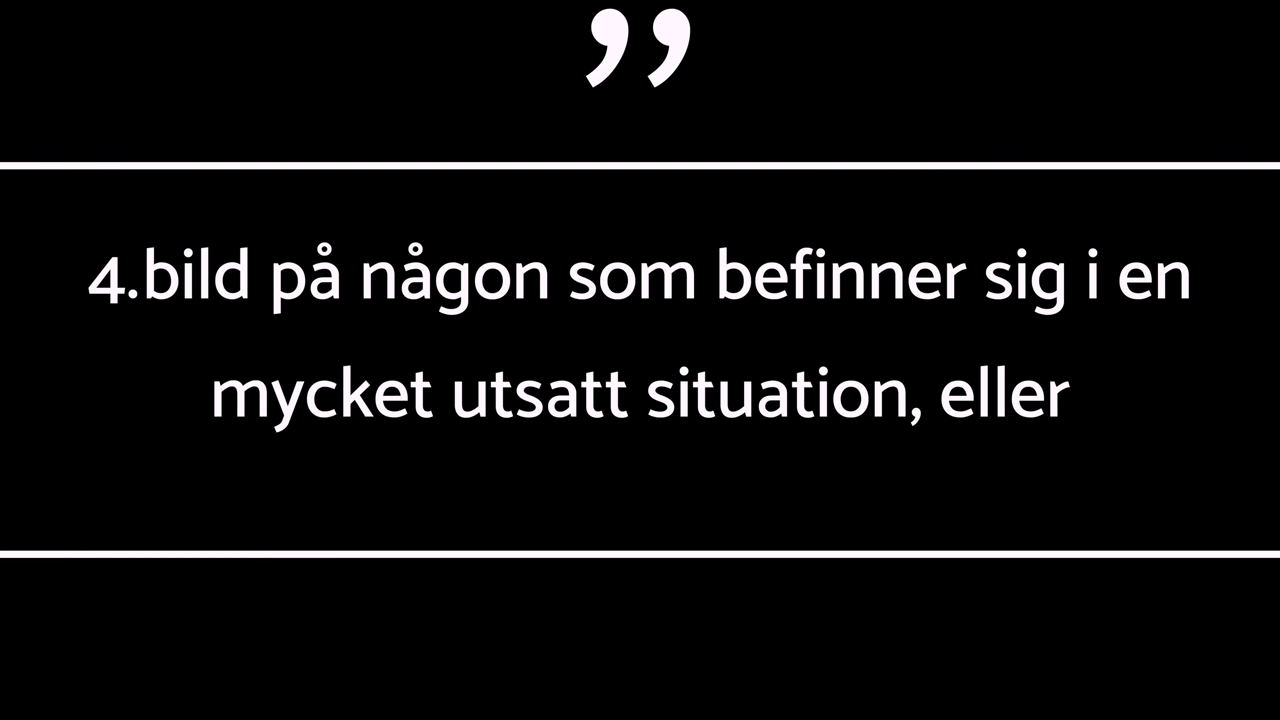 ”
4.bild på någon som befinner sig i en
mycket utsatt situation, eller